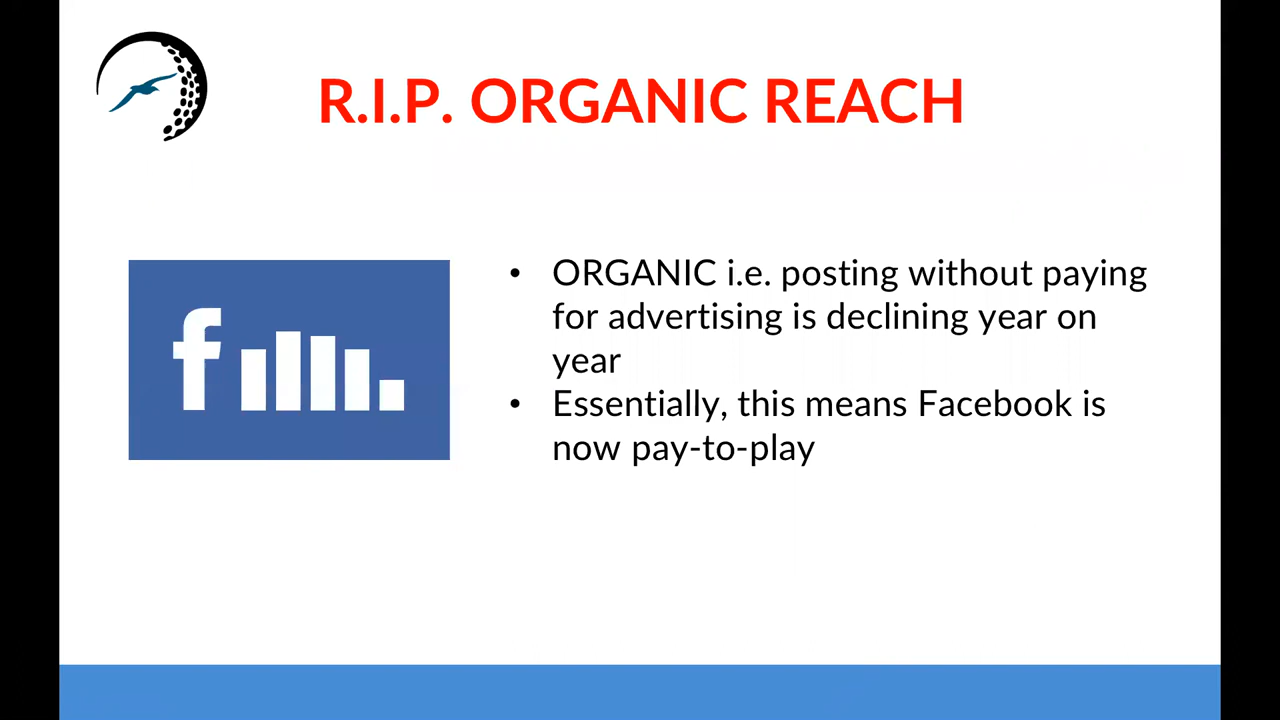 R.I.P. ORGANIC REACH
f
• ORGANIC i.e. posting without paying
for advertising is declining year on
year
• Essentially, this means Facebook is
now pay-to-play